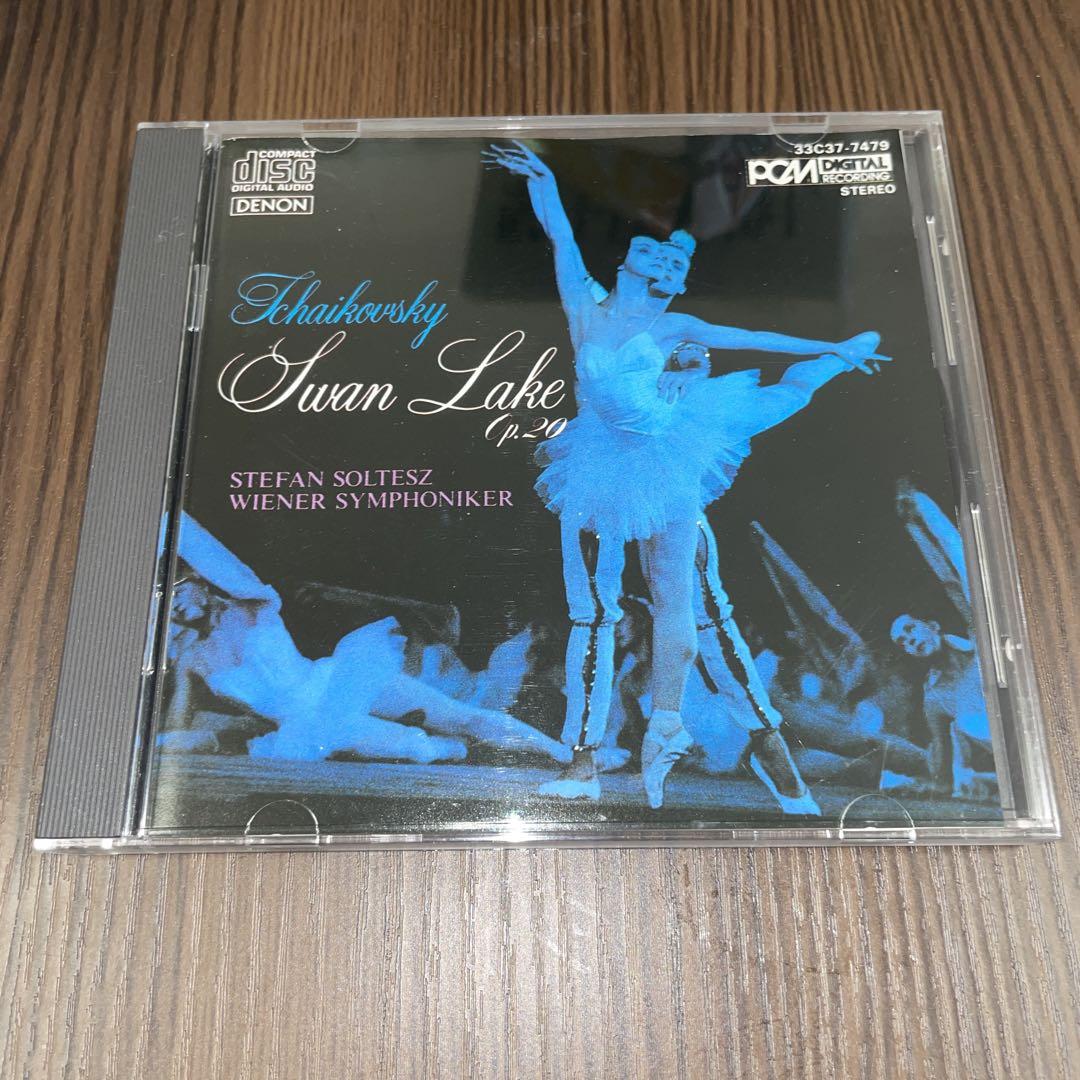 COMPACT
disc
DIGITAL AUDIO
DENON
33C37-7479
PCM DIGITAL
RECORDING
STEREO
Tchaikovsky
Swan Lake
Op.20
STEFAN SOLTESZ
WIENER SYMPHONIKER